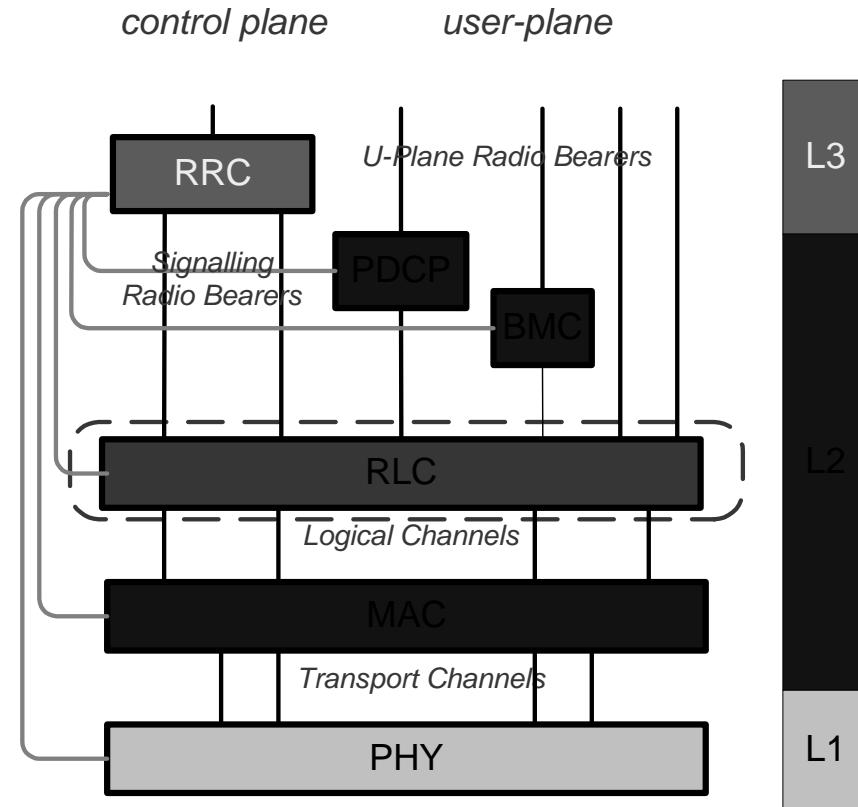 control plane
user-plane
RRC
U-Plane Radio Bearers
L3
Signalling
Radio Bearers
PDCP
BMC
RLC
L2
Logical Channels
MAC
Transport Channels
PHY
L1